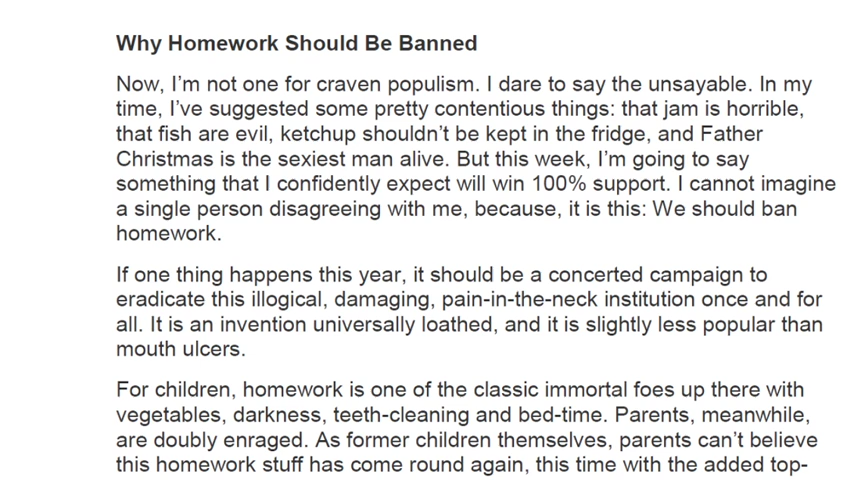 Why Homework Should Be Banned
Now, I’m not one for craven populism. I dare to say the unsayable. In my
time, I’ve suggested some pretty contentious things: that jam is horrible,
that fish are evil, ketchup shouldn’t be kept in the fridge, and Father
Christmas is the sexiest man alive. But this week, I’m going to say
something that I confidently expect will win 100% support. I cannot imagine
a single person disagreeing with me, because, it is this: We should ban
homework.
If one thing happens this year, it should be a concerted campaign to
eradicate this illogical, damaging, pain-in-the-neck institution once and for
all. It is an invention universally loathed, and it is slightly less popular than
mouth ulcers.
For children, homework is one of the classic immortal foes up there with
vegetables, darkness, teeth-cleaning and bed-time. Parents, meanwhile,
are doubly enraged. As former children themselves, parents can’t believe
this homework stuff has come round again, this time with the added top-